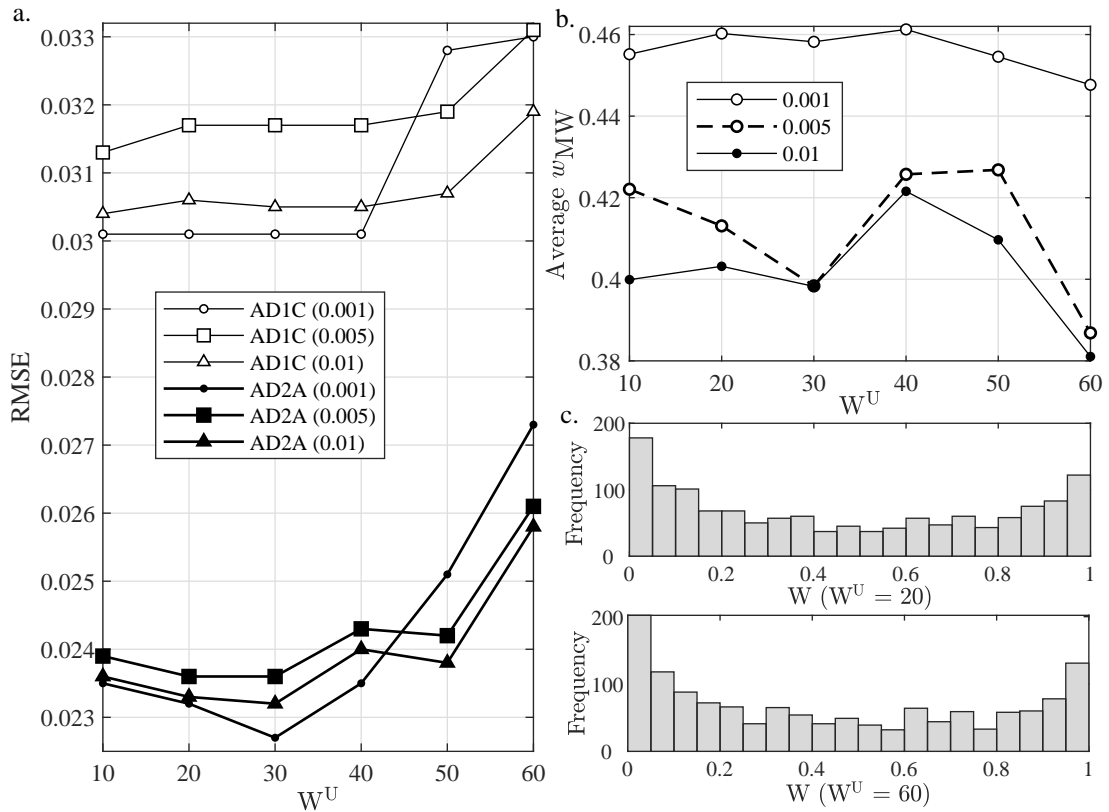 a.
0.033
0.032
0.031
0.03
0.029
0.028
0.027
0.026
0.025
0.024
0.023
RMSE
AD1C (0.001)
AD1C (0.005)
AD1C (0.01)
AD2A (0.001)
AD2A (0.005)
AD2A (0.01)
10 20 30 40 50 60
W^U
b.
0.46
0.44
0.42
0.4
0.38
Average w_MW
0.001
0.005
0.01
10 20 30 40 50 60
W^U
c.
200
100
0
Frequency
0 0.2 0.4 0.6 0.8 1
W (W^U = 20)
200
100
0
Frequency
0 0.2 0.4 0.6 0.8 1
W (W^U = 60)